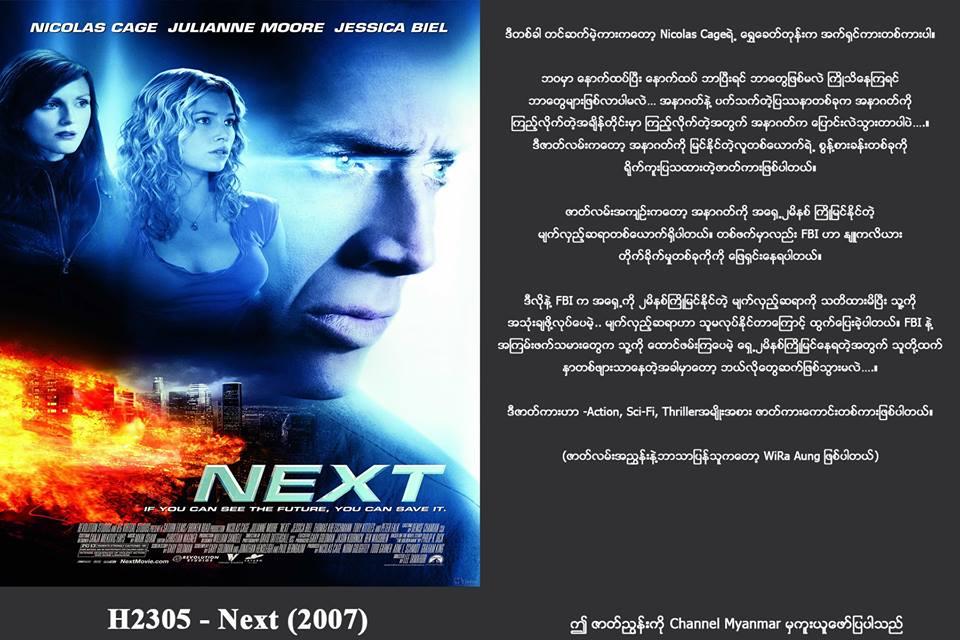 NICOLAS CAGE JULIANNE MOORE JESSICA BIEL
NEXT
IF YOU CAN SEE THE FUTURE, YOU CAN SAVE IT.
NextMovie.com
H2305 - Next (2007)
ဒီတစ်ခါ တင်ဆက်မဲ့ကားကတော့ Nicolas Cageရဲ့ ရွှေခေတ်တုန်းက အက်ရှင်ကားတစ်ကားပါ။
ဘဝမှာ နောက်ထပ်ပြီး နောက်ထပ် ဘာပြီးရင် ဘာတွေဖြစ်မလဲ ကြိုသိနေကြရင်
ဘာတွေများဖြစ်လာပါမလဲ... အနာဂတ်နဲ့ ပက်သက်တဲ့ပြဿနာတစ်ခုက အနာဂတ်ကို
ကြည့်လိုက်တဲ့အချိန်တိုင်းမှာ ကြည့်လိုက်တဲ့အတွက် အနာဂတ်က ပြောင်းလဲသွားတာပါပဲ....။
ဒီဇာတ်လမ်းကတော့ အနာဂတ်ကို မြင်နိုင်တဲ့လူတစ်ယောက်ရဲ့ စွန့်စားခန်းတစ်ခုကို
ရိုက်ကူးပြသထားတဲ့ဇာတ်ကားဖြစ်ပါတယ်။
ဇာတ်လမ်းအကျဉ်းကတော့ အနာဂတ်ကို အရှေ့၂မိနစ် ကြိုမြင်နိုင်တဲ့
မျက်လှည့်ဆရာတစ်ယောက်ရှိပါတယ်။ တစ်ဖက်မှာလည်း FBI ဟာ နျူကလီယား
တိုက်ခိုက်မှုတစ်ခုကိုကို ဖြေရှင်းနေရပါတယ်။
ဒီလိုနဲ့ FBI က အရှေ့ကို ၂မိနစ်ကြိုမြင်နိုင်တဲ့ မျက်လှည့်ဆရာကို သတိထားမိပြီး သူ့ကို
အသုံးချဖို့လုပ်ပေမဲ့.. မျက်လှည့်ဆရာဟာ သူမလုပ်နိုင်တာကြောင့် ထွက်ပြေးခဲ့ပါတယ်။ FBI နဲ့
အကြမ်းဖက်သမားတွေက သူ့ကို ထောင်ဖမ်းကြပေမဲ့ ရှေ့၂မိနစ်ကြိုမြင်နေရတဲ့အတွက် သူတို့ထက်
နှာတစ်ဖျားသာနေတဲ့အခါမှာတော့ ဘယ်လိုတွေဆက်ဖြစ်သွားမလဲ....။
ဒီဇာတ်ကားဟာ -Action, Sci-Fi, Thrillerအမျိုးအစား ဇာတ်ကားကောင်းတစ်ကားဖြစ်ပါတယ်။
(ဇာတ်လမ်းအညွှန်းနဲ့ဘာသာပြန်သူကတော့ WiRa Aung ဖြစ်ပါတယ်)
ဤ ဇာတ်ညွှန်းကို Channel Myanmar မှကူးယူဖော်ပြပါသည်